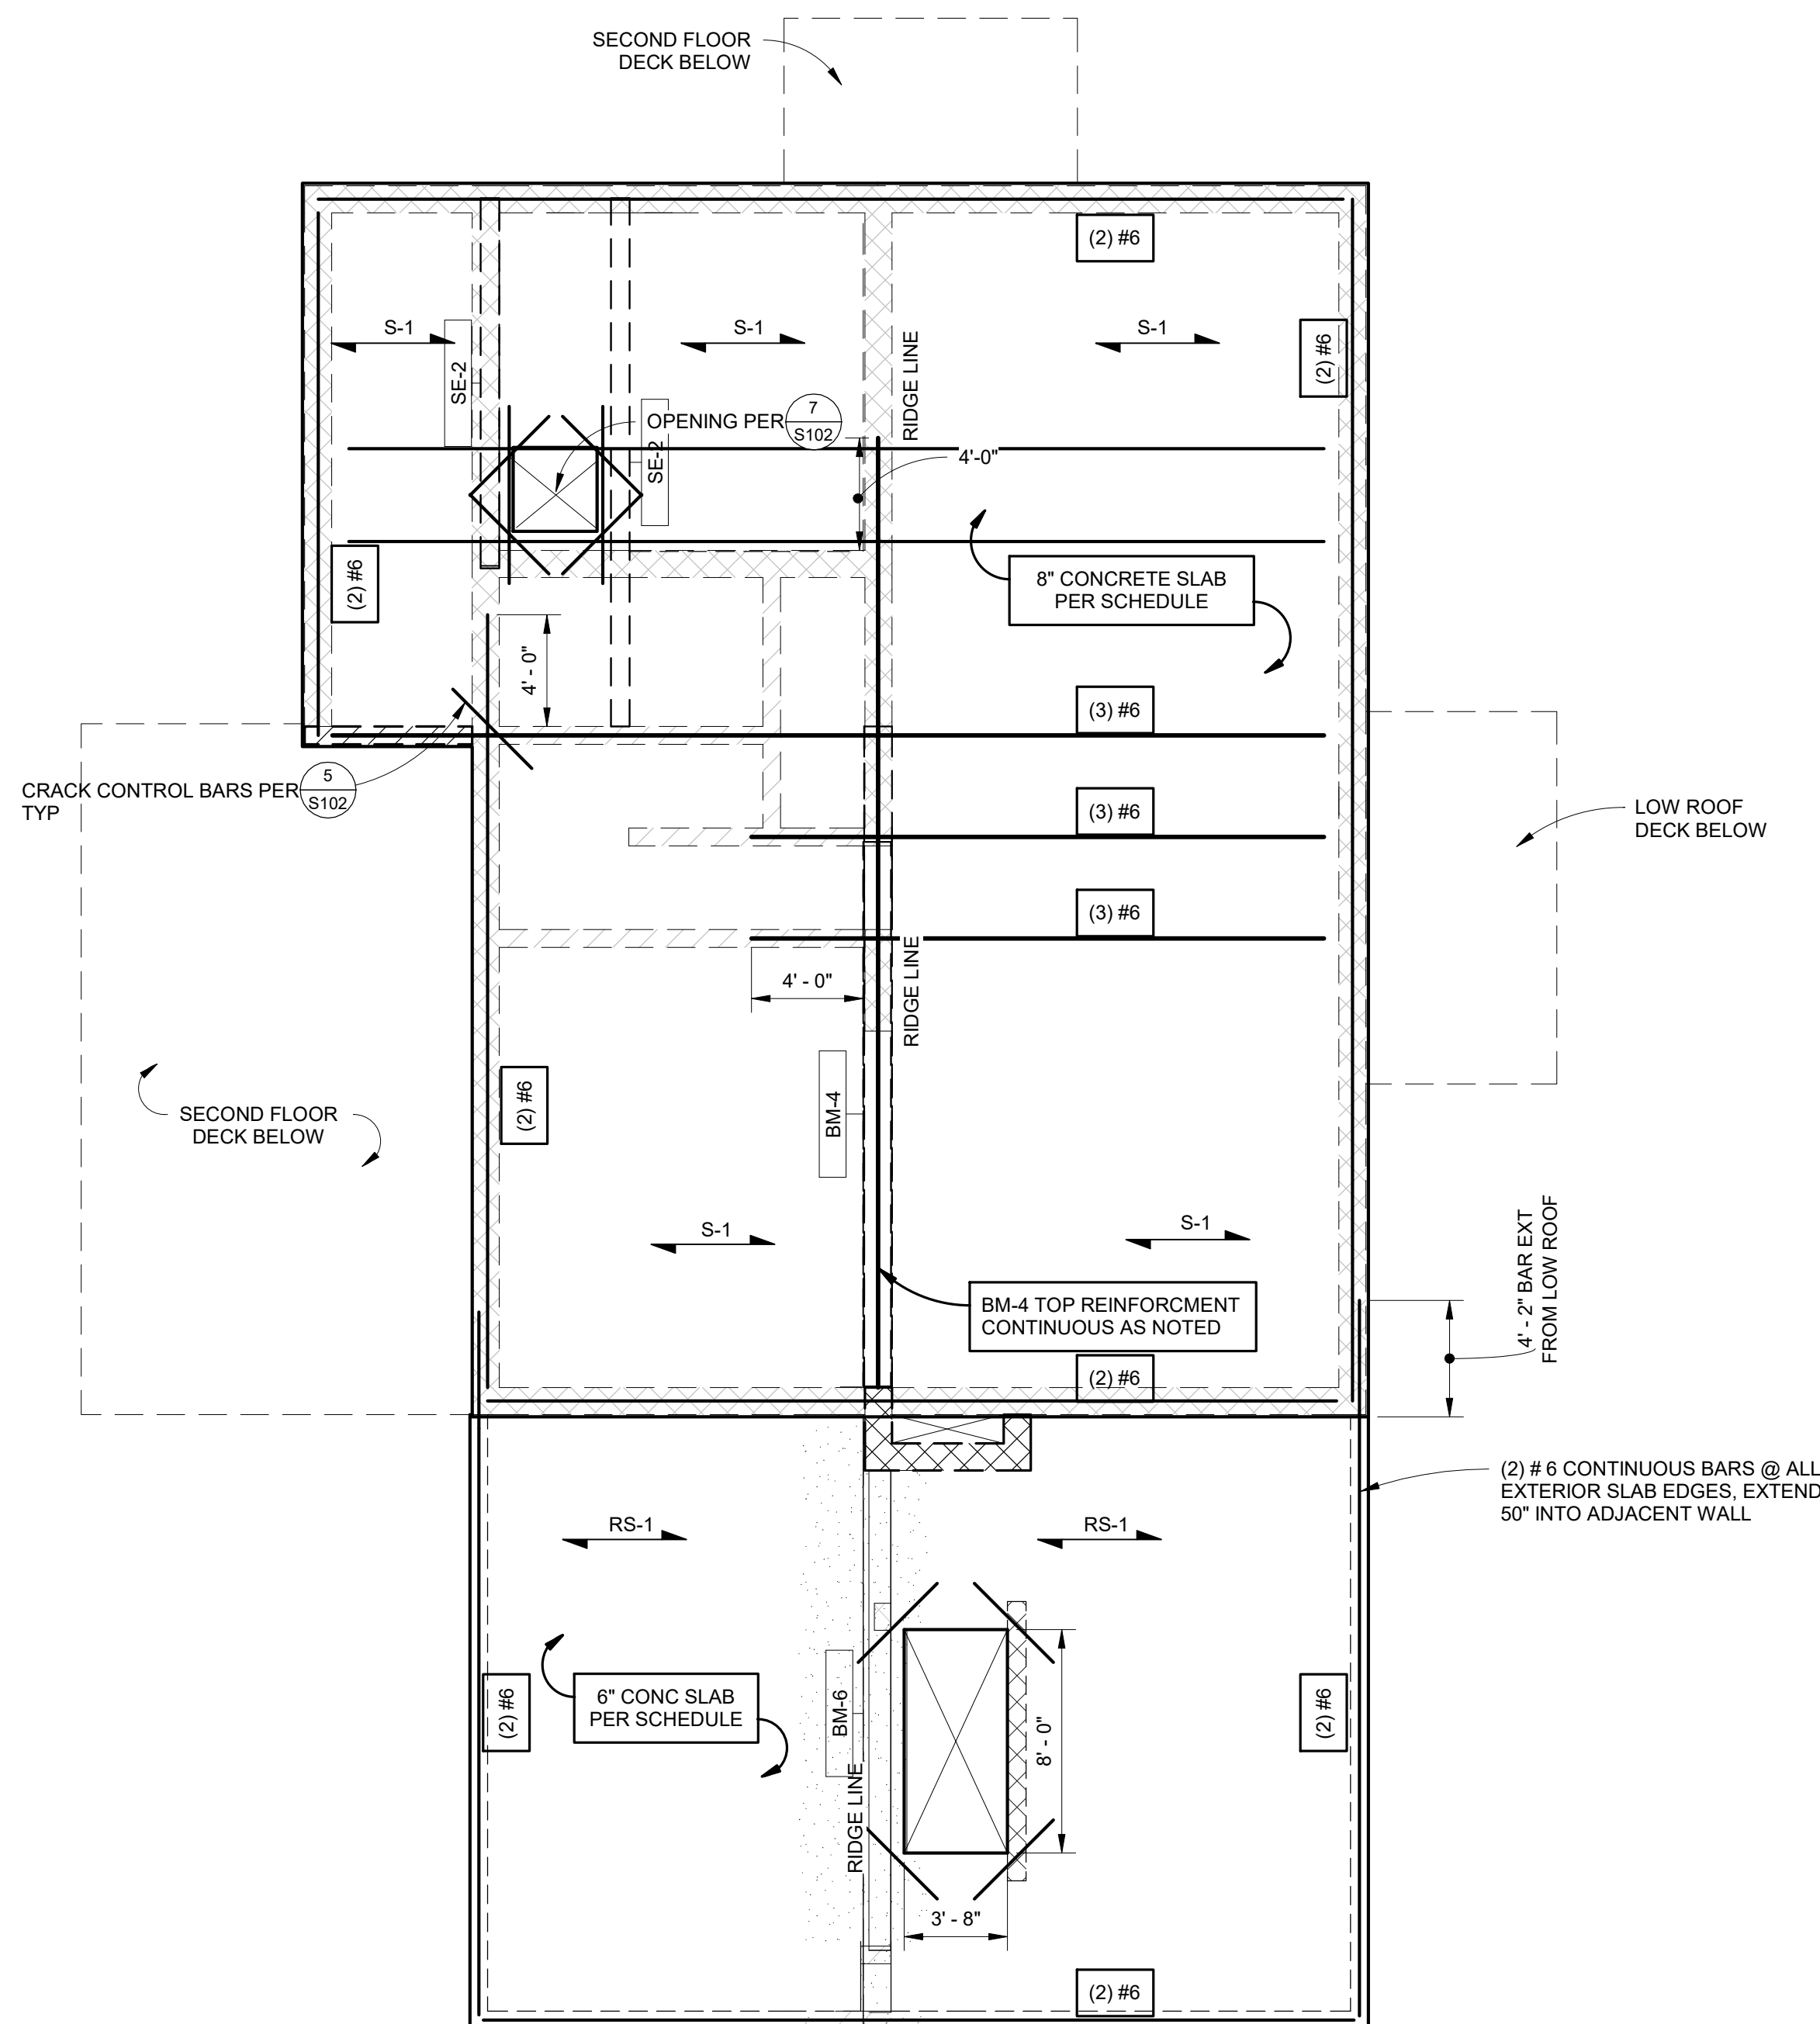 SECOND FLOOR
DECK BELOW
(2) #6
S-1
S-1
S-1
(2) #6
SE-2
RIDGE LINE
OPENING PER
7
S102
SE-2
4'-0"
(2) #6
8" CONCRETE SLAB
PER SCHEDULE
4' - 0"
(3) #6
CRACK CONTROL BARS PER
TYP
5
S102
(3) #6
LOW ROOF
DECK BELOW
(3) #6
RIDGE LINE
4' - 0"
(2) #6
BM-4
SECOND FLOOR
DECK BELOW
S-1
S-1
4' - 2" BAR EXT
FROM LOW ROOF
BM-4 TOP REINFORCMENT
CONTINUOUS AS NOTED
(2) #6
(2) # 6 CONTINUOUS BARS @ ALL
EXTERIOR SLAB EDGES, EXTEND
50" INTO ADJACENT WALL
RS-1
RS-1
(2) #6
6" CONC SLAB
PER SCHEDULE
BM-6
RIDGE LINE
8' - 0"
(2) #6
3' - 8"
(2) #6